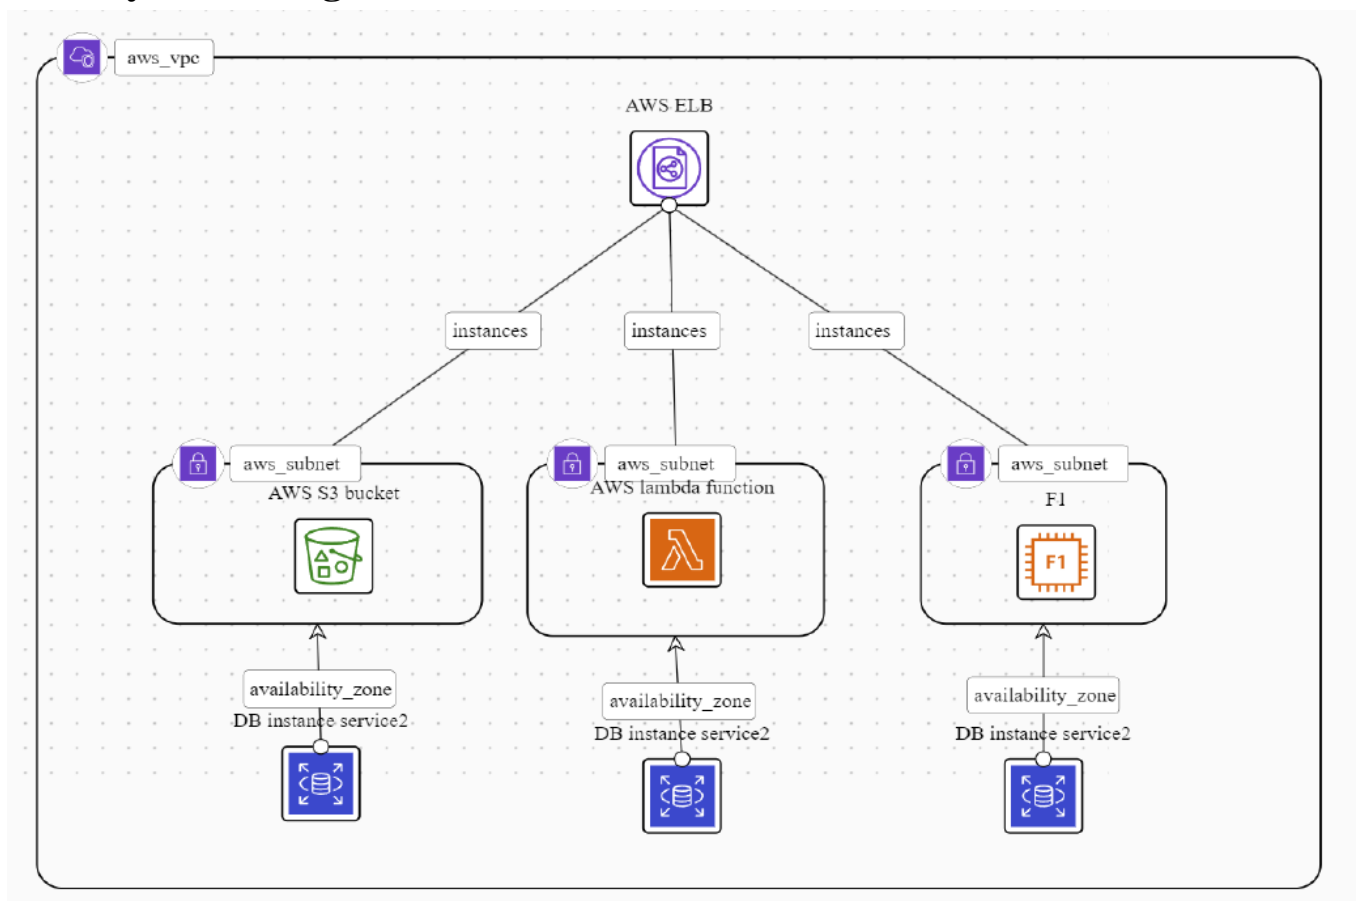 aws_vpc
AWS ELB
instances
instances
instances
aws_subnet
AWS S3 bucket
aws_subnet
AWS lambda function
aws_subnet
F1
F1
availability_zone
DB instance service2
availability_zone
DB instance service2
availability_zone
DB instance service2